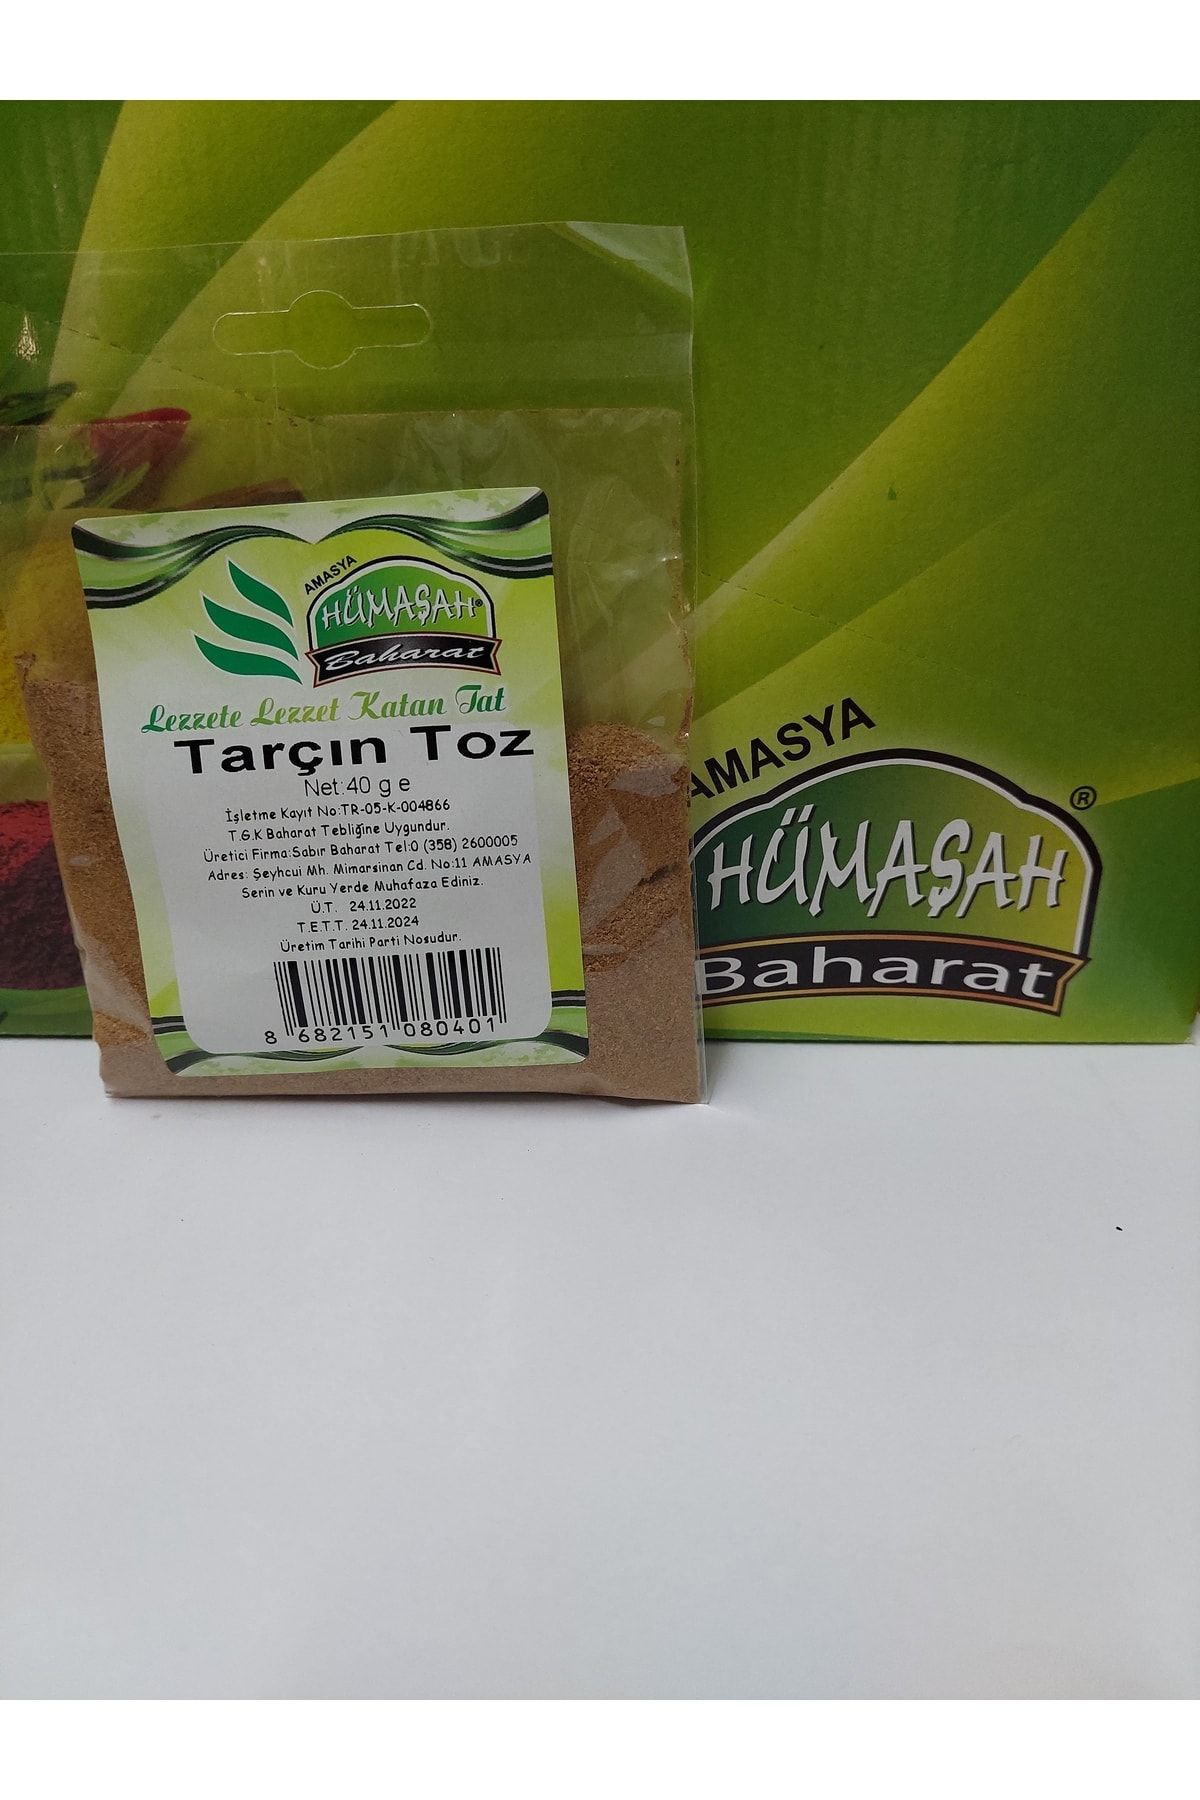 AMASYA
HÜMAŞAH®
Baharat
Lezzete Lezzet Katan Tat
Tarçın Toz
Net:40 g e
İşletme Kayıt No:TR-05-K-004866
T.G.K Baharat Tebliğine Uygundur.
Üretici Firma:Sabır Baharat Tel:0 (358) 2600005
Adres: Şeyhcui Mh. Mimarsinan Cd. No:11 AMASYA
Serin ve Kuru Yerde Muhafaza Ediniz.
Ü.T. 24.11.2022
T.E.T.T. 24.11.2024
Üretim Tarihi Parti Nosudur.
8 682151 080401
AMASYA
HÜMAŞAH®
Baharat